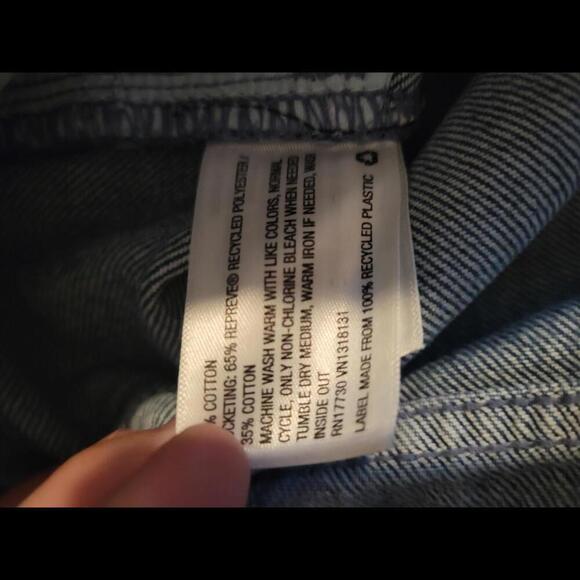 % COTTON
CKETING: 65% REPREVE® RECYCLED POLYESTER /
35% COTTON
MACHINE WASH WARM WITH LIKE COLORS, NORMAL
CYCLE, ONLY NON-CHLORINE BLEACH WHEN NEEDED
TUMBLE DRY MEDIUM, WARM IRON IF NEEDED, WASH
INSIDE OUT
RN17730 VN1318131
LABEL MADE FROM 100% RECYCLED PLASTIC